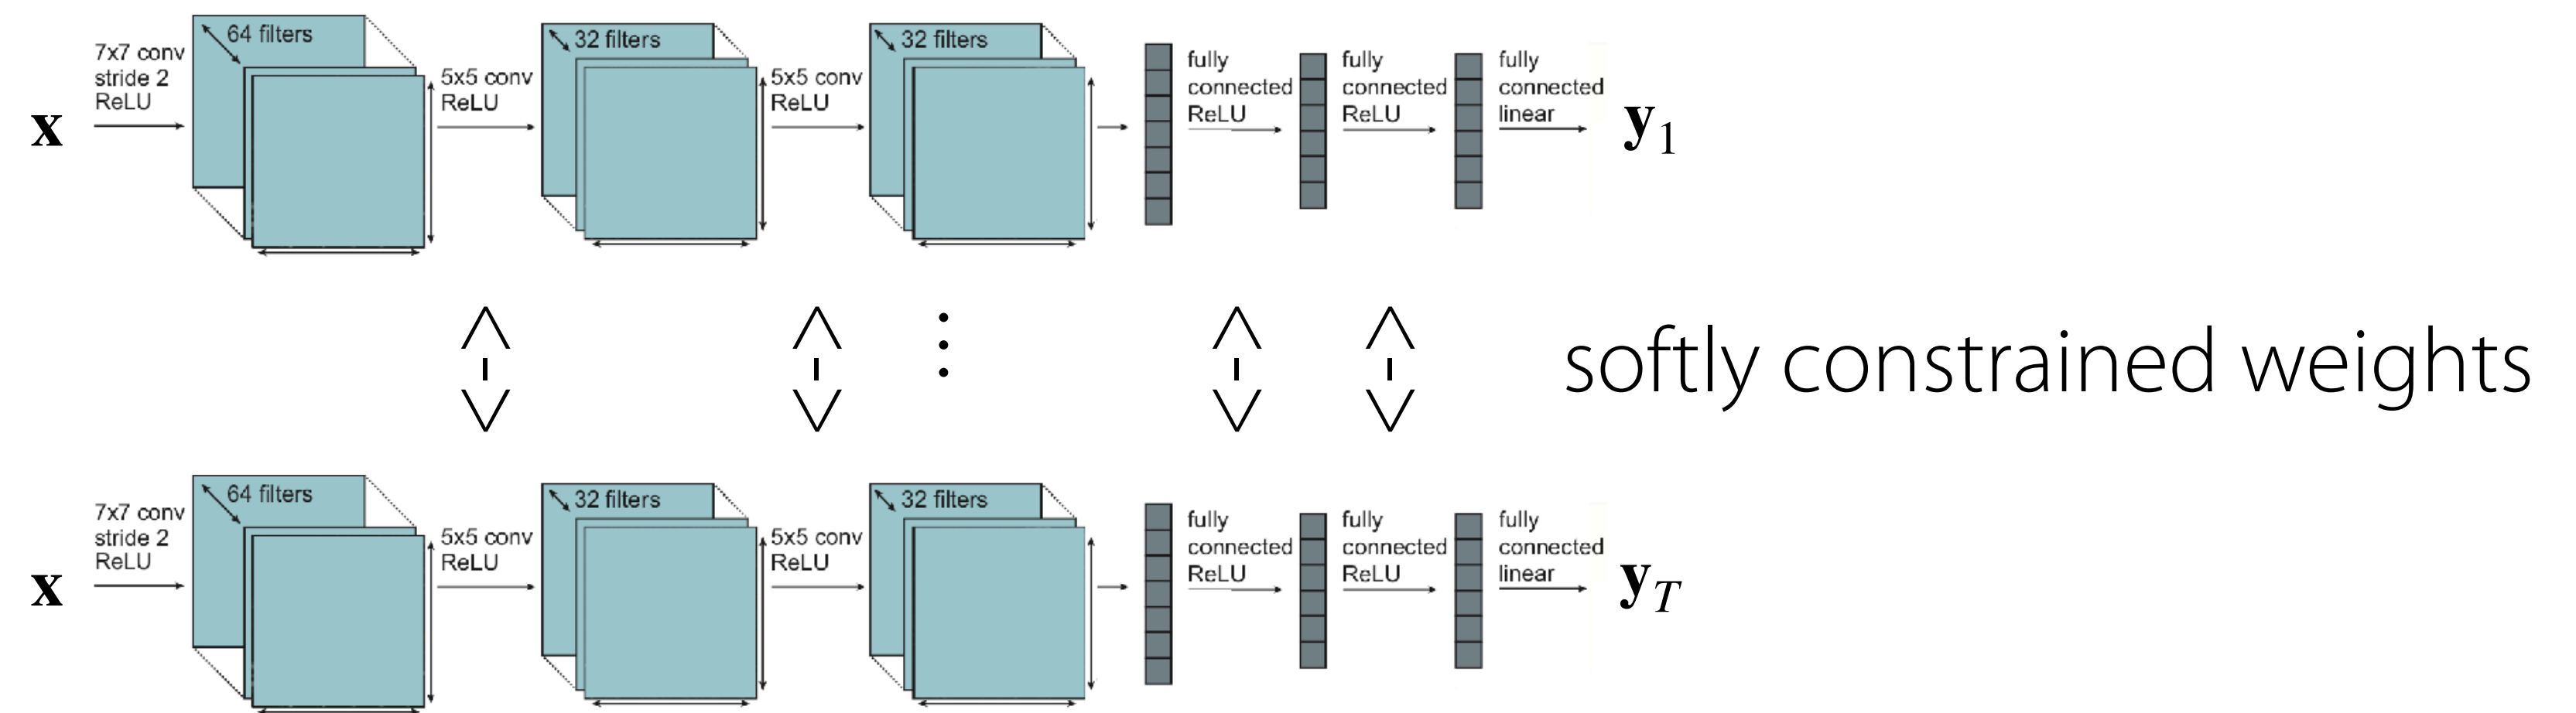 64 filters
7x7 conv
stride 2
ReLU
32 filters
5x5 conv
ReLU
32 filters
5x5 conv
ReLU
fully
connected
ReLU
fully
connected
ReLU
fully
connected
linear
x
y1
<-> <-> ⋮ <-> <->
softly constrained weights
64 filters
7x7 conv
stride 2
ReLU
32 filters
5x5 conv
ReLU
32 filters
5x5 conv
ReLU
fully
connected
ReLU
fully
connected
ReLU
fully
connected
linear
x
yT